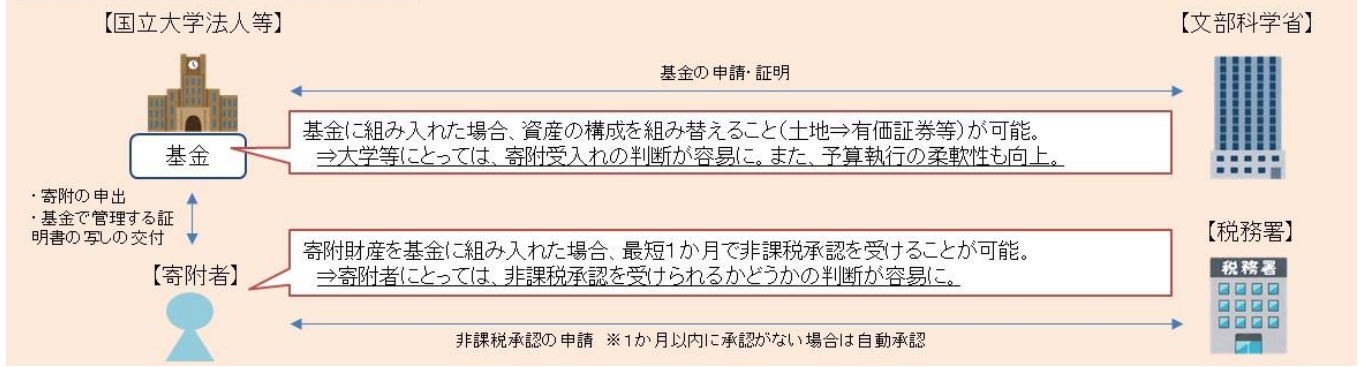 【国立大学法人等】
【文部科学省】
基金の申請・証明
基金に組み入れた場合、資産の構成を組み替えること(土地⇒有価証券等)が可能。
⇒大学等にとっては、寄附受入れの判断が容易に。また、予算執行の柔軟性も向上。
基金
・寄附の申出
・基金で管理する証
明書の写しの交付
【税務署】
寄附財産を基金に組み入れた場合、最短1か月で非課税承認を受けることが可能。
⇒寄附者にとっては、非課税承認を受けられるかどうかの判断が容易に。
【寄附者】
税務署
非課税承認の申請 ※1か月以内に承認がない場合は自動承認